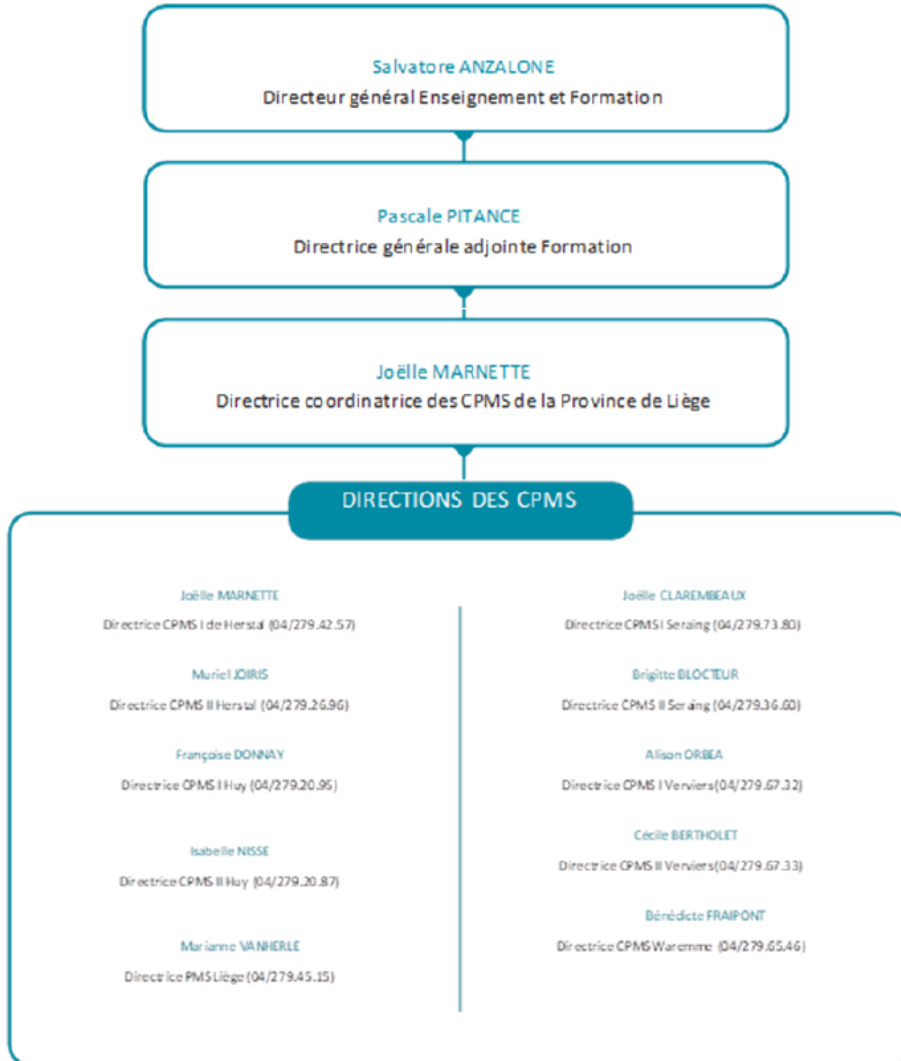 Salvatore ANZALONE
Directeur général Enseignement et Formation
Pascale PITANCE
Directrice générale adjointe Formation
Joëlle MARNETTE
Directrice coordinatrice des CPMS de la Province de Liège
DIRECTIONS DES CPMS
Joëlle MARNETTE
Directrice CPMS I de Herstal (04/279.42.57)
Muriel JOIRIS
Directrice CPMS II Herstal (04/279.26.96)
Françoise DONNAY
Directrice CPMS I Huy (04/279.20.95)
Isabelle NISSE
Directrice CPMS II Huy (04/279.20.87)
Marianne VANHERLE
Directrice PMS Liège (04/279.45.15)
Joëlle CLAREMBEAUX
Directrice CPMS I Seraing (04/279.73.80)
Brigitte BLOCTEUR
Directrice CPMS II Seraing (04/279.36.60)
Alison ORBEA
Directrice CPMS I Verviers (04/279.67.32)
Cécile BERTHOLET
Directrice CPMS II Verviers (04/279.67.33)
Bénédicte FRAIPONT
Directrice CPMS Waremme (04/279.65.46)